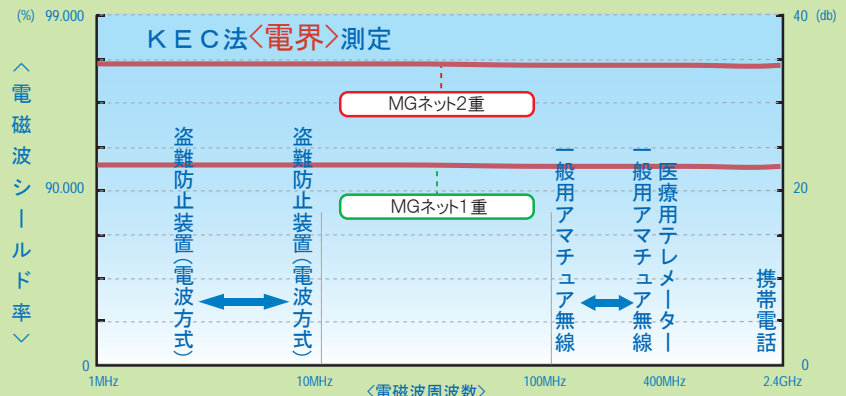 (%)
99.000
KEC法<電界>測定
40
(db)
<電磁波シールド率>
MGネット2重
盗難防止装置(電波方式)
盗難防止装置(電波方式)
一般用アマチュア無線
一般用アマチュア無線
医療用テレメーター
90.000
MGネット1重
20
携帯電話
0
0
1MHz
10MHz
100MHz
400MHz
2.4GHz
<電磁波周波数>